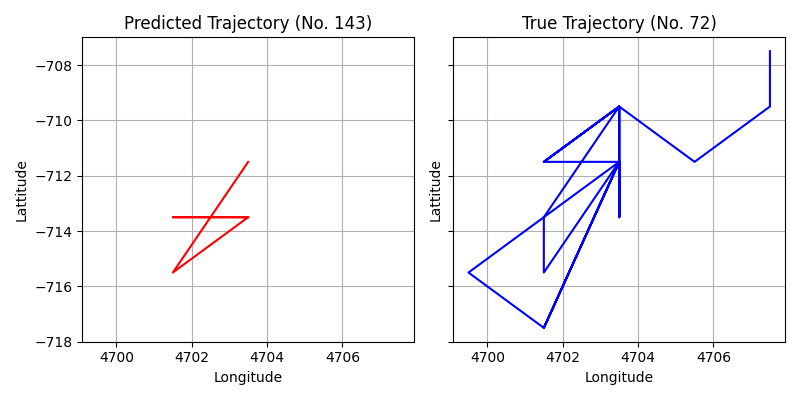 Predicted Trajectory (No. 143)
True Trajectory (No. 72)
−708
−710
−712
−714
−716
−718
Lattitude
Lattitude
4700 4702 4704 4706
4700 4702 4704 4706
Longitude
Longitude